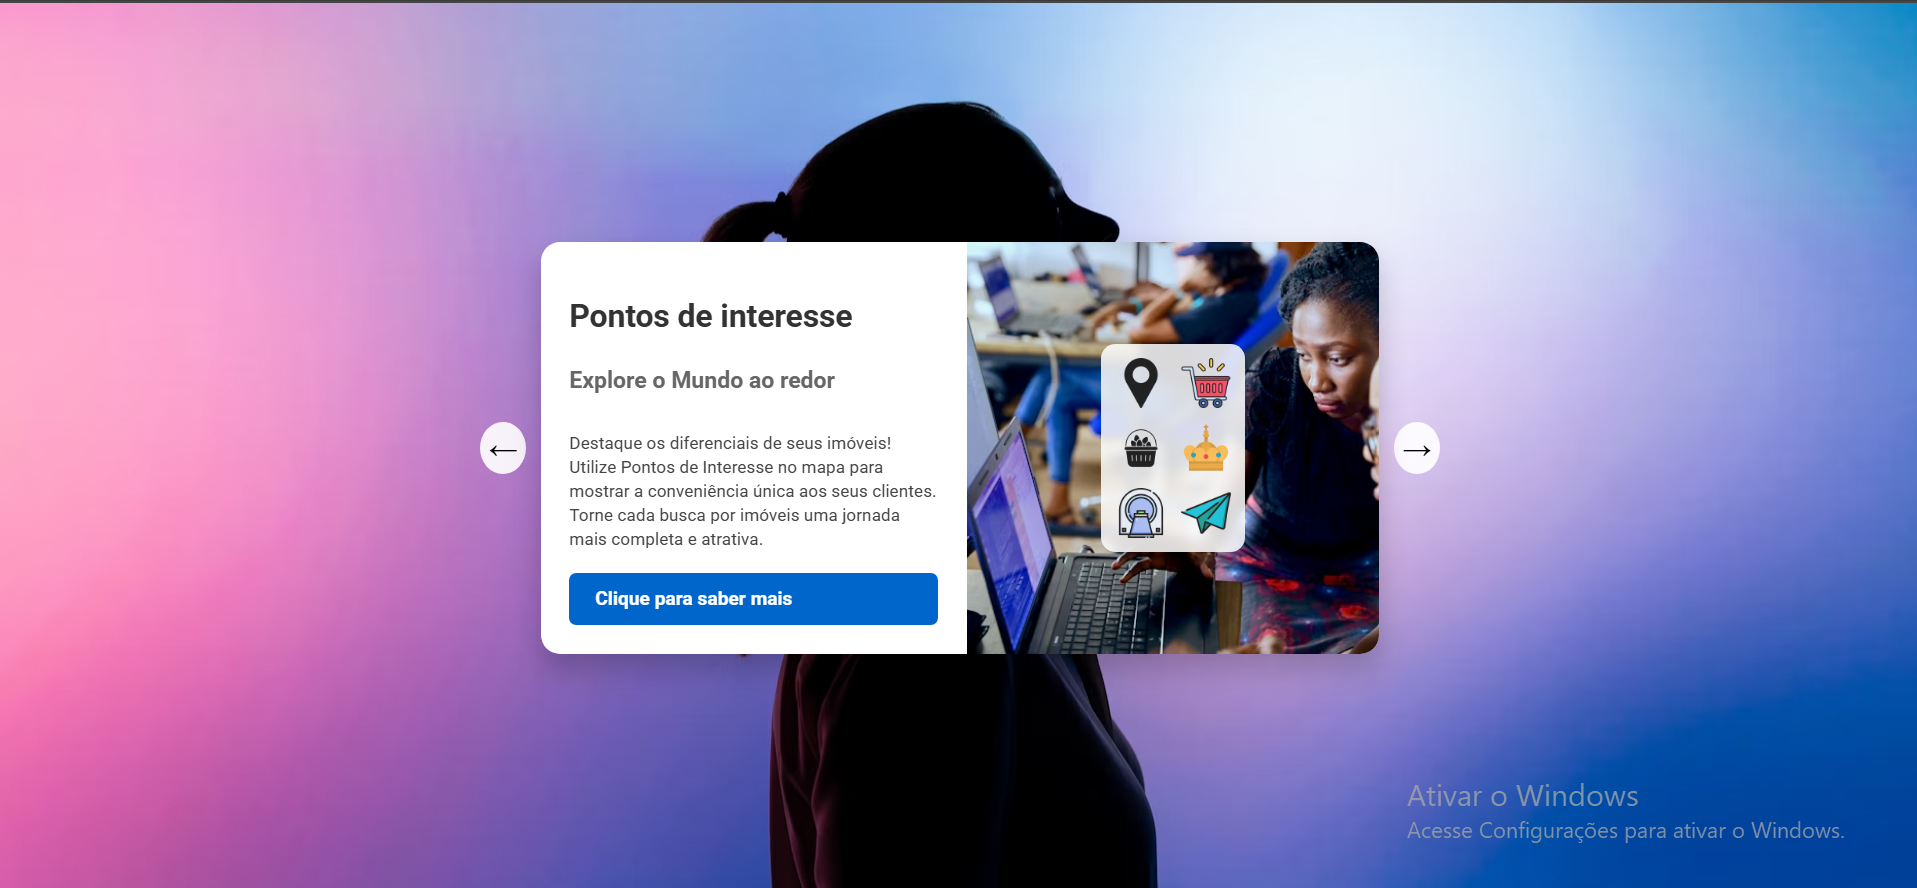 Pontos de interesse
Explore o Mundo ao redor
Destaque os diferenciais de seus imóveis!
Utilize Pontos de Interesse no mapa para
mostrar a conveniência única aos seus clientes.
Torne cada busca por imóveis uma jornada
mais completa e atrativa.
Clique para saber mais
Ativar o Windows
Acesse Configurações para ativar o Windows.